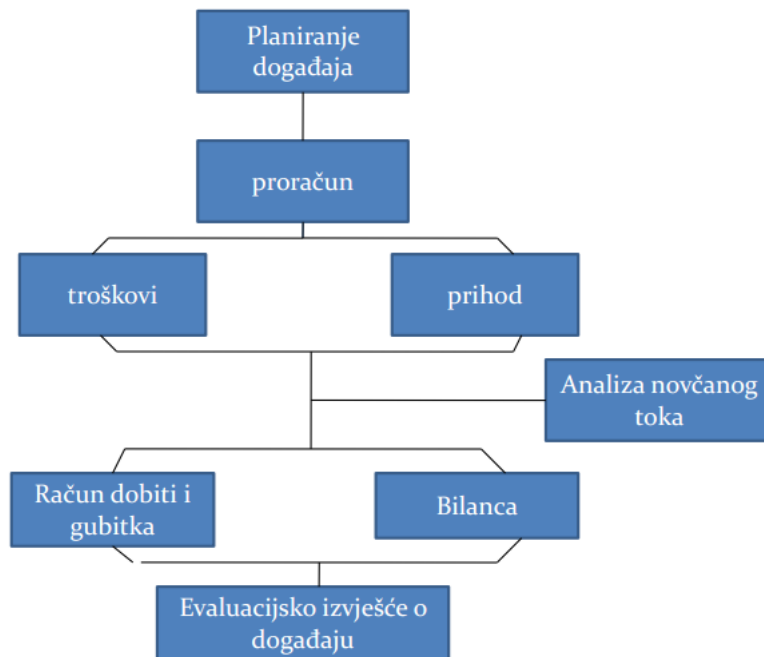 Planiranje
događaja
proračun
troškovi
prihod
Analiza novčanog
toka
Račun dobiti i
gubitka
Bilanca
Evaluacijsko izvješće o
događaju